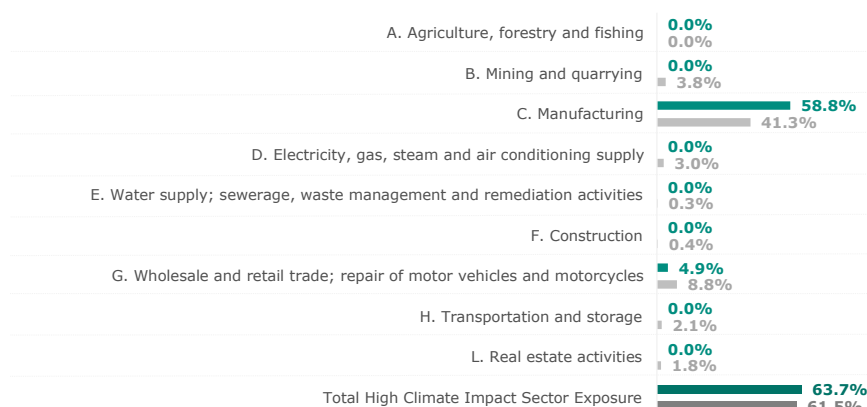 A. Agriculture, forestry and fishing
0.0%
0.0%
B. Mining and quarrying
0.0%
3.8%
C. Manufacturing
58.8%
41.3%
D. Electricity, gas, steam and air conditioning supply
0.0%
3.0%
E. Water supply; sewerage, waste management and remediation activities
0.0%
0.3%
F. Construction
0.0%
0.4%
G. Wholesale and retail trade; repair of motor vehicles and motorcycles
4.9%
8.8%
H. Transportation and storage
0.0%
2.1%
L. Real estate activities
0.0%
1.8%
Total High Climate Impact Sector Exposure
63.7%
61.5%